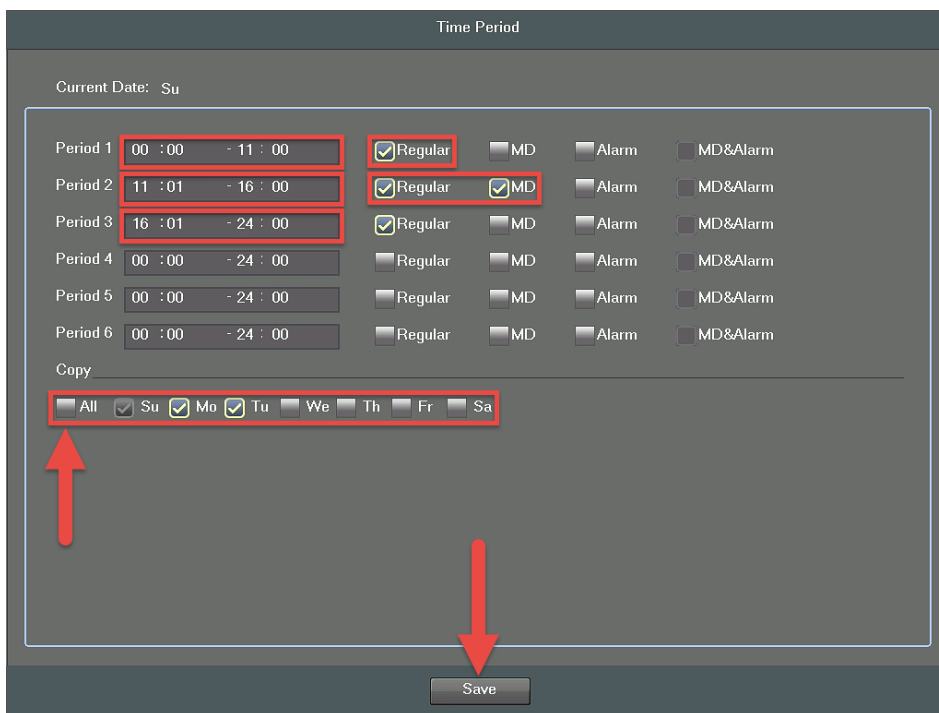 Time Period
Current Date: Su
Period 1 00 :00 - 11 : 00 Regular MD Alarm MD&Alarm
Period 2 11 :01 - 16 : 00 Regular MD Alarm MD&Alarm
Period 3 16 :01 - 24 : 00 Regular MD Alarm MD&Alarm
Period 4 00 :00 - 24 : 00 Regular MD Alarm MD&Alarm
Period 5 00 :00 - 24 : 00 Regular MD Alarm MD&Alarm
Period 6 00 :00 - 24 : 00 Regular MD Alarm MD&Alarm
Copy
All Su Mo Tu We Th Fr Sa
Save